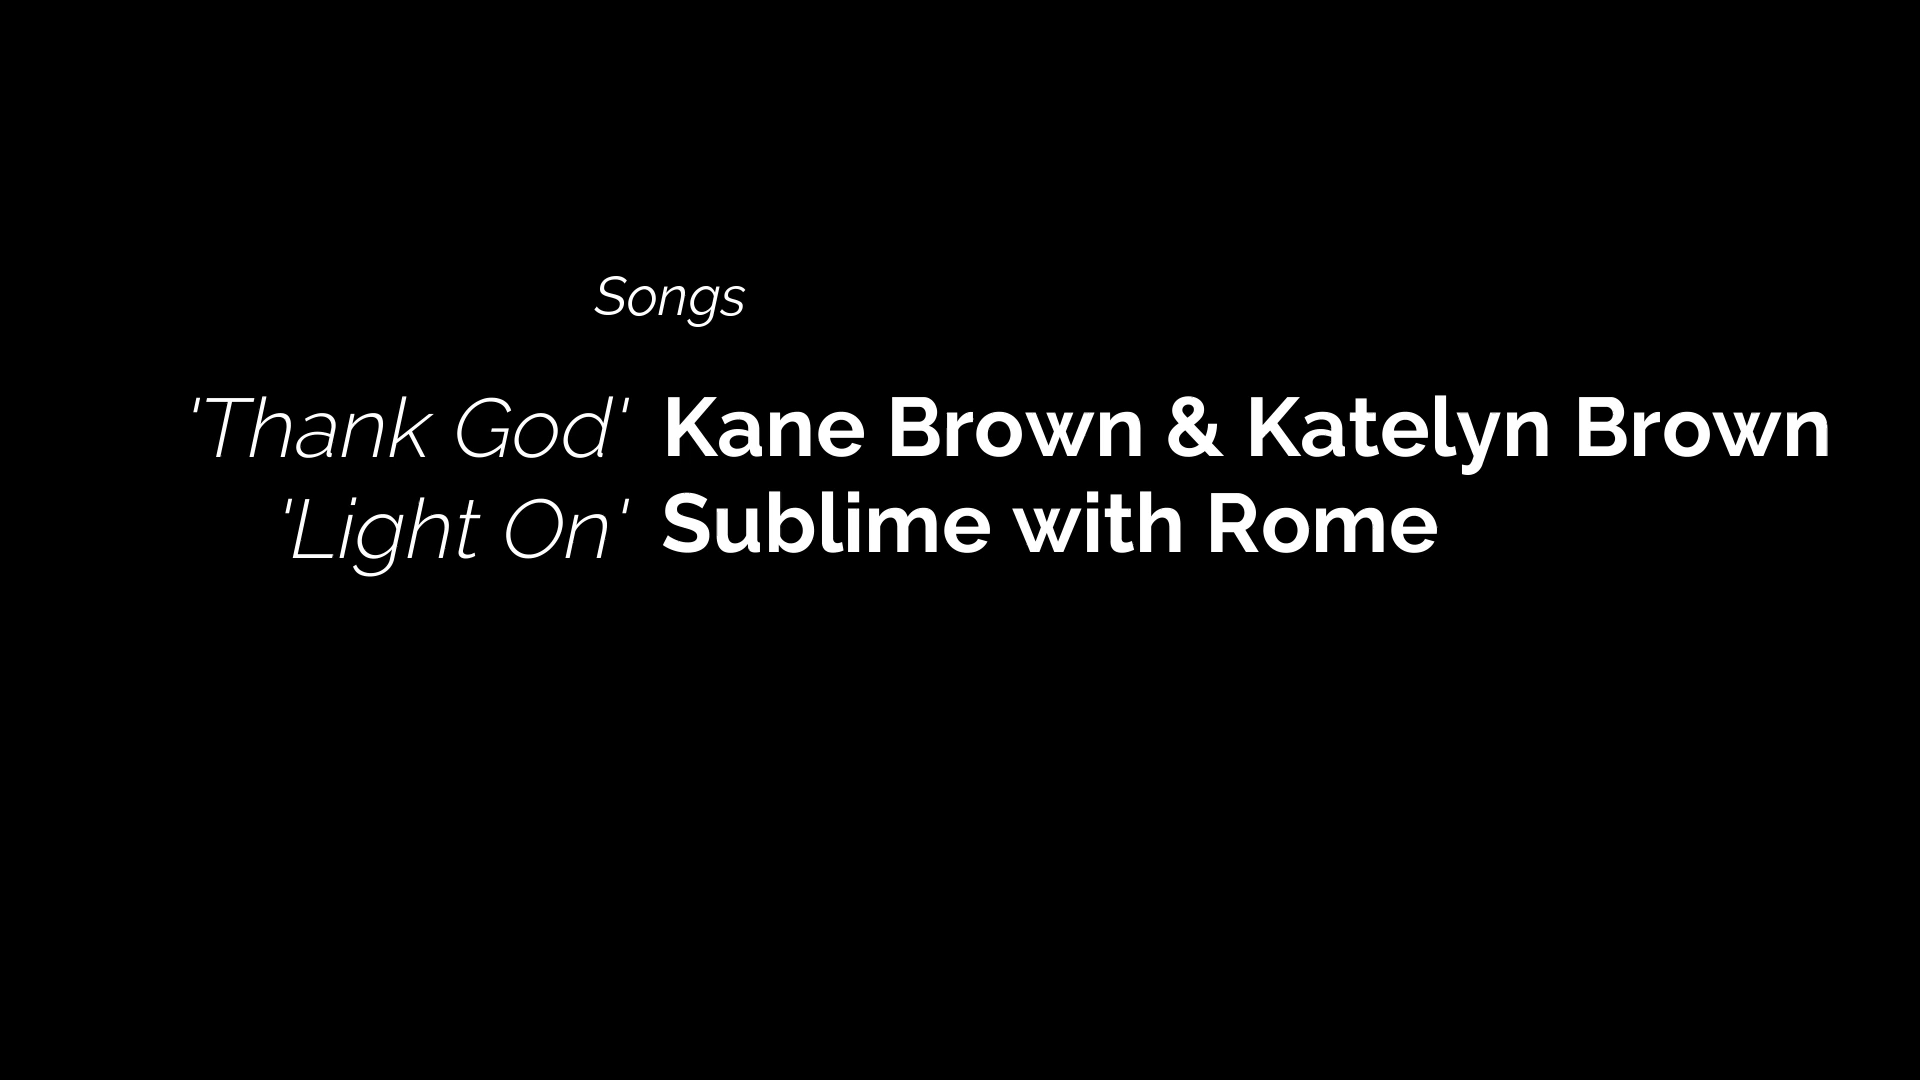 Songs
'Thank God' Kane Brown & Katelyn Brown
'Light On' Sublime with Rome